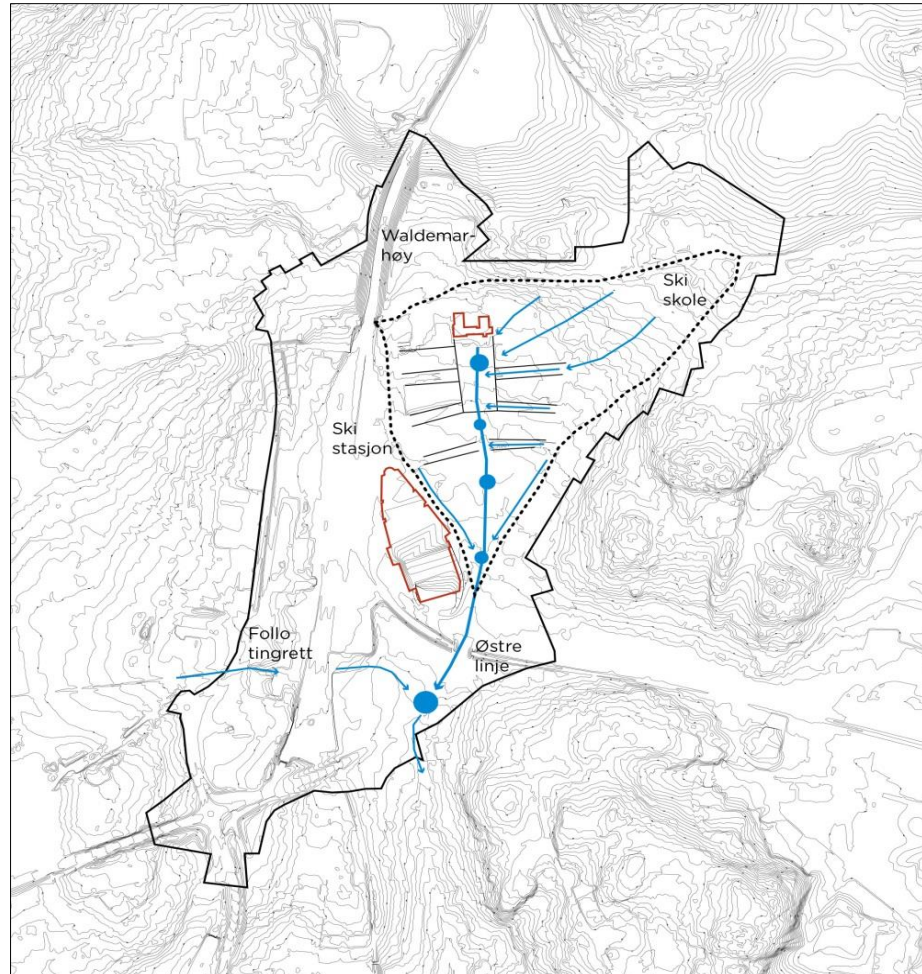 Waldemar-
høy
Ski
skole
Ski
stasjon
Follo
tingrett
Østre
linje